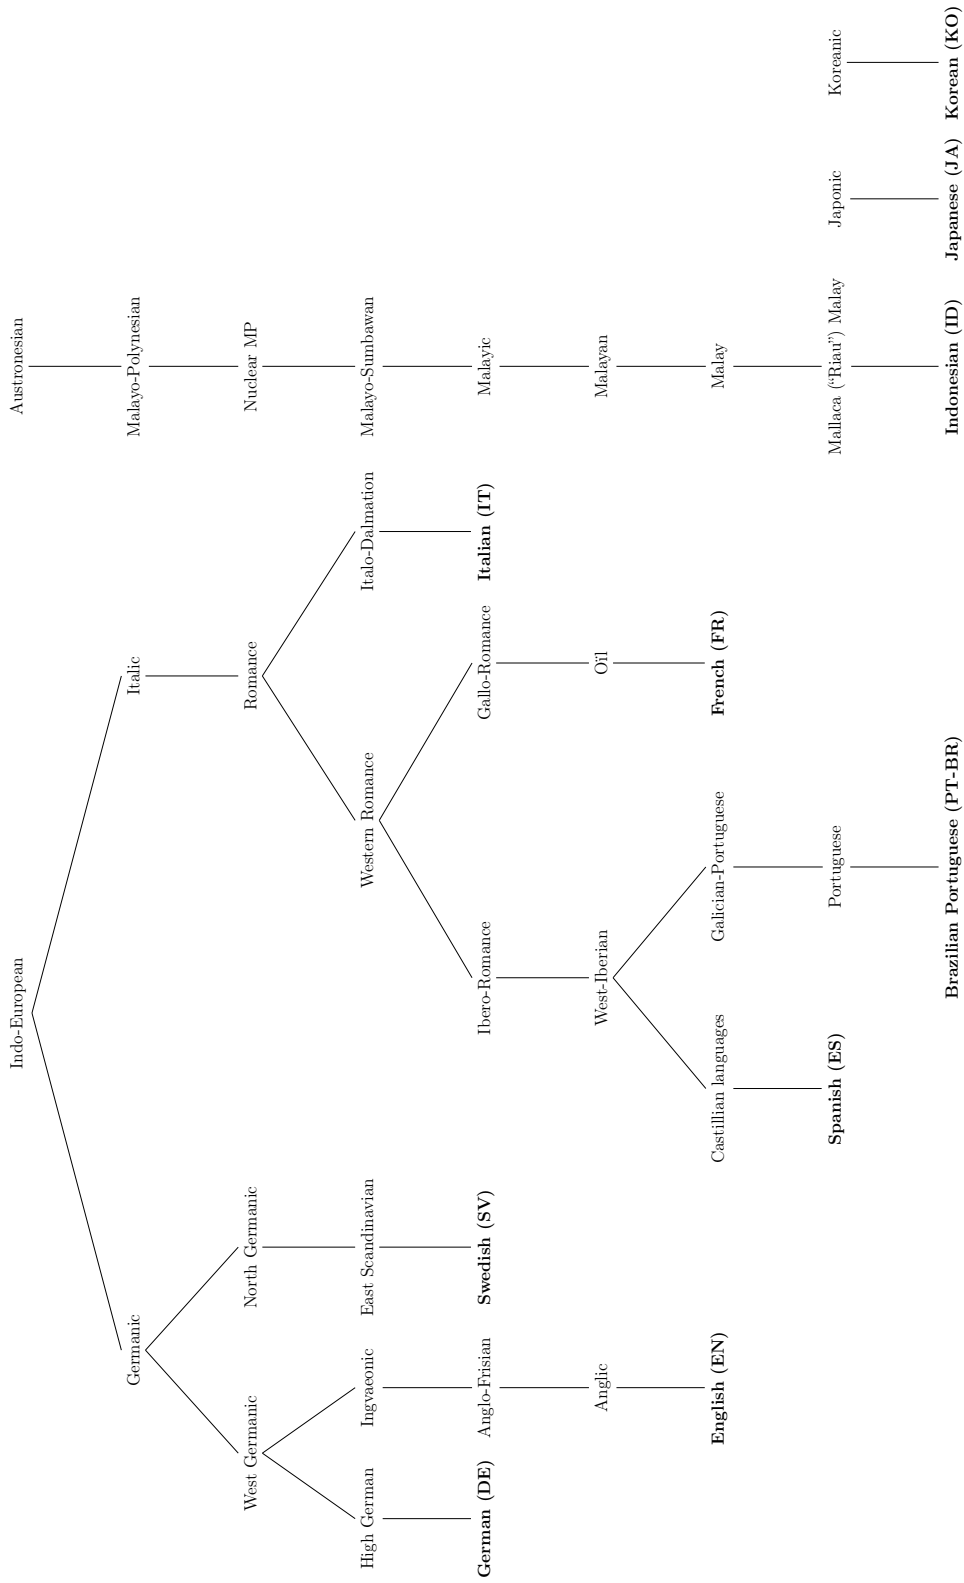 Indo-European
Austronesian
Germanic
Italic
Malayo-Polynesian
West Germanic
North Germanic
Romance
Nuclear MP
High German
Ingvaeonic
East Scandinavian
Western Romance
Italo-Dalmation
Malayo-Sumbawan
German (DE)
Anglo-Frisian
Swedish (SV)
Ibero-Romance
Gallo-Romance
Italian (IT)
Malayic
Anglic
West-Iberian
Oïl
Malayan
English (EN)
Castillian languages
Galician-Portuguese
French (FR)
Malay
Spanish (ES)
Portuguese
Mallaca (“Riau”) Malay
Japonic
Koreanic
Brazilian Portuguese (PT-BR)
Indonesian (ID)
Japanese (JA)
Korean (KO)